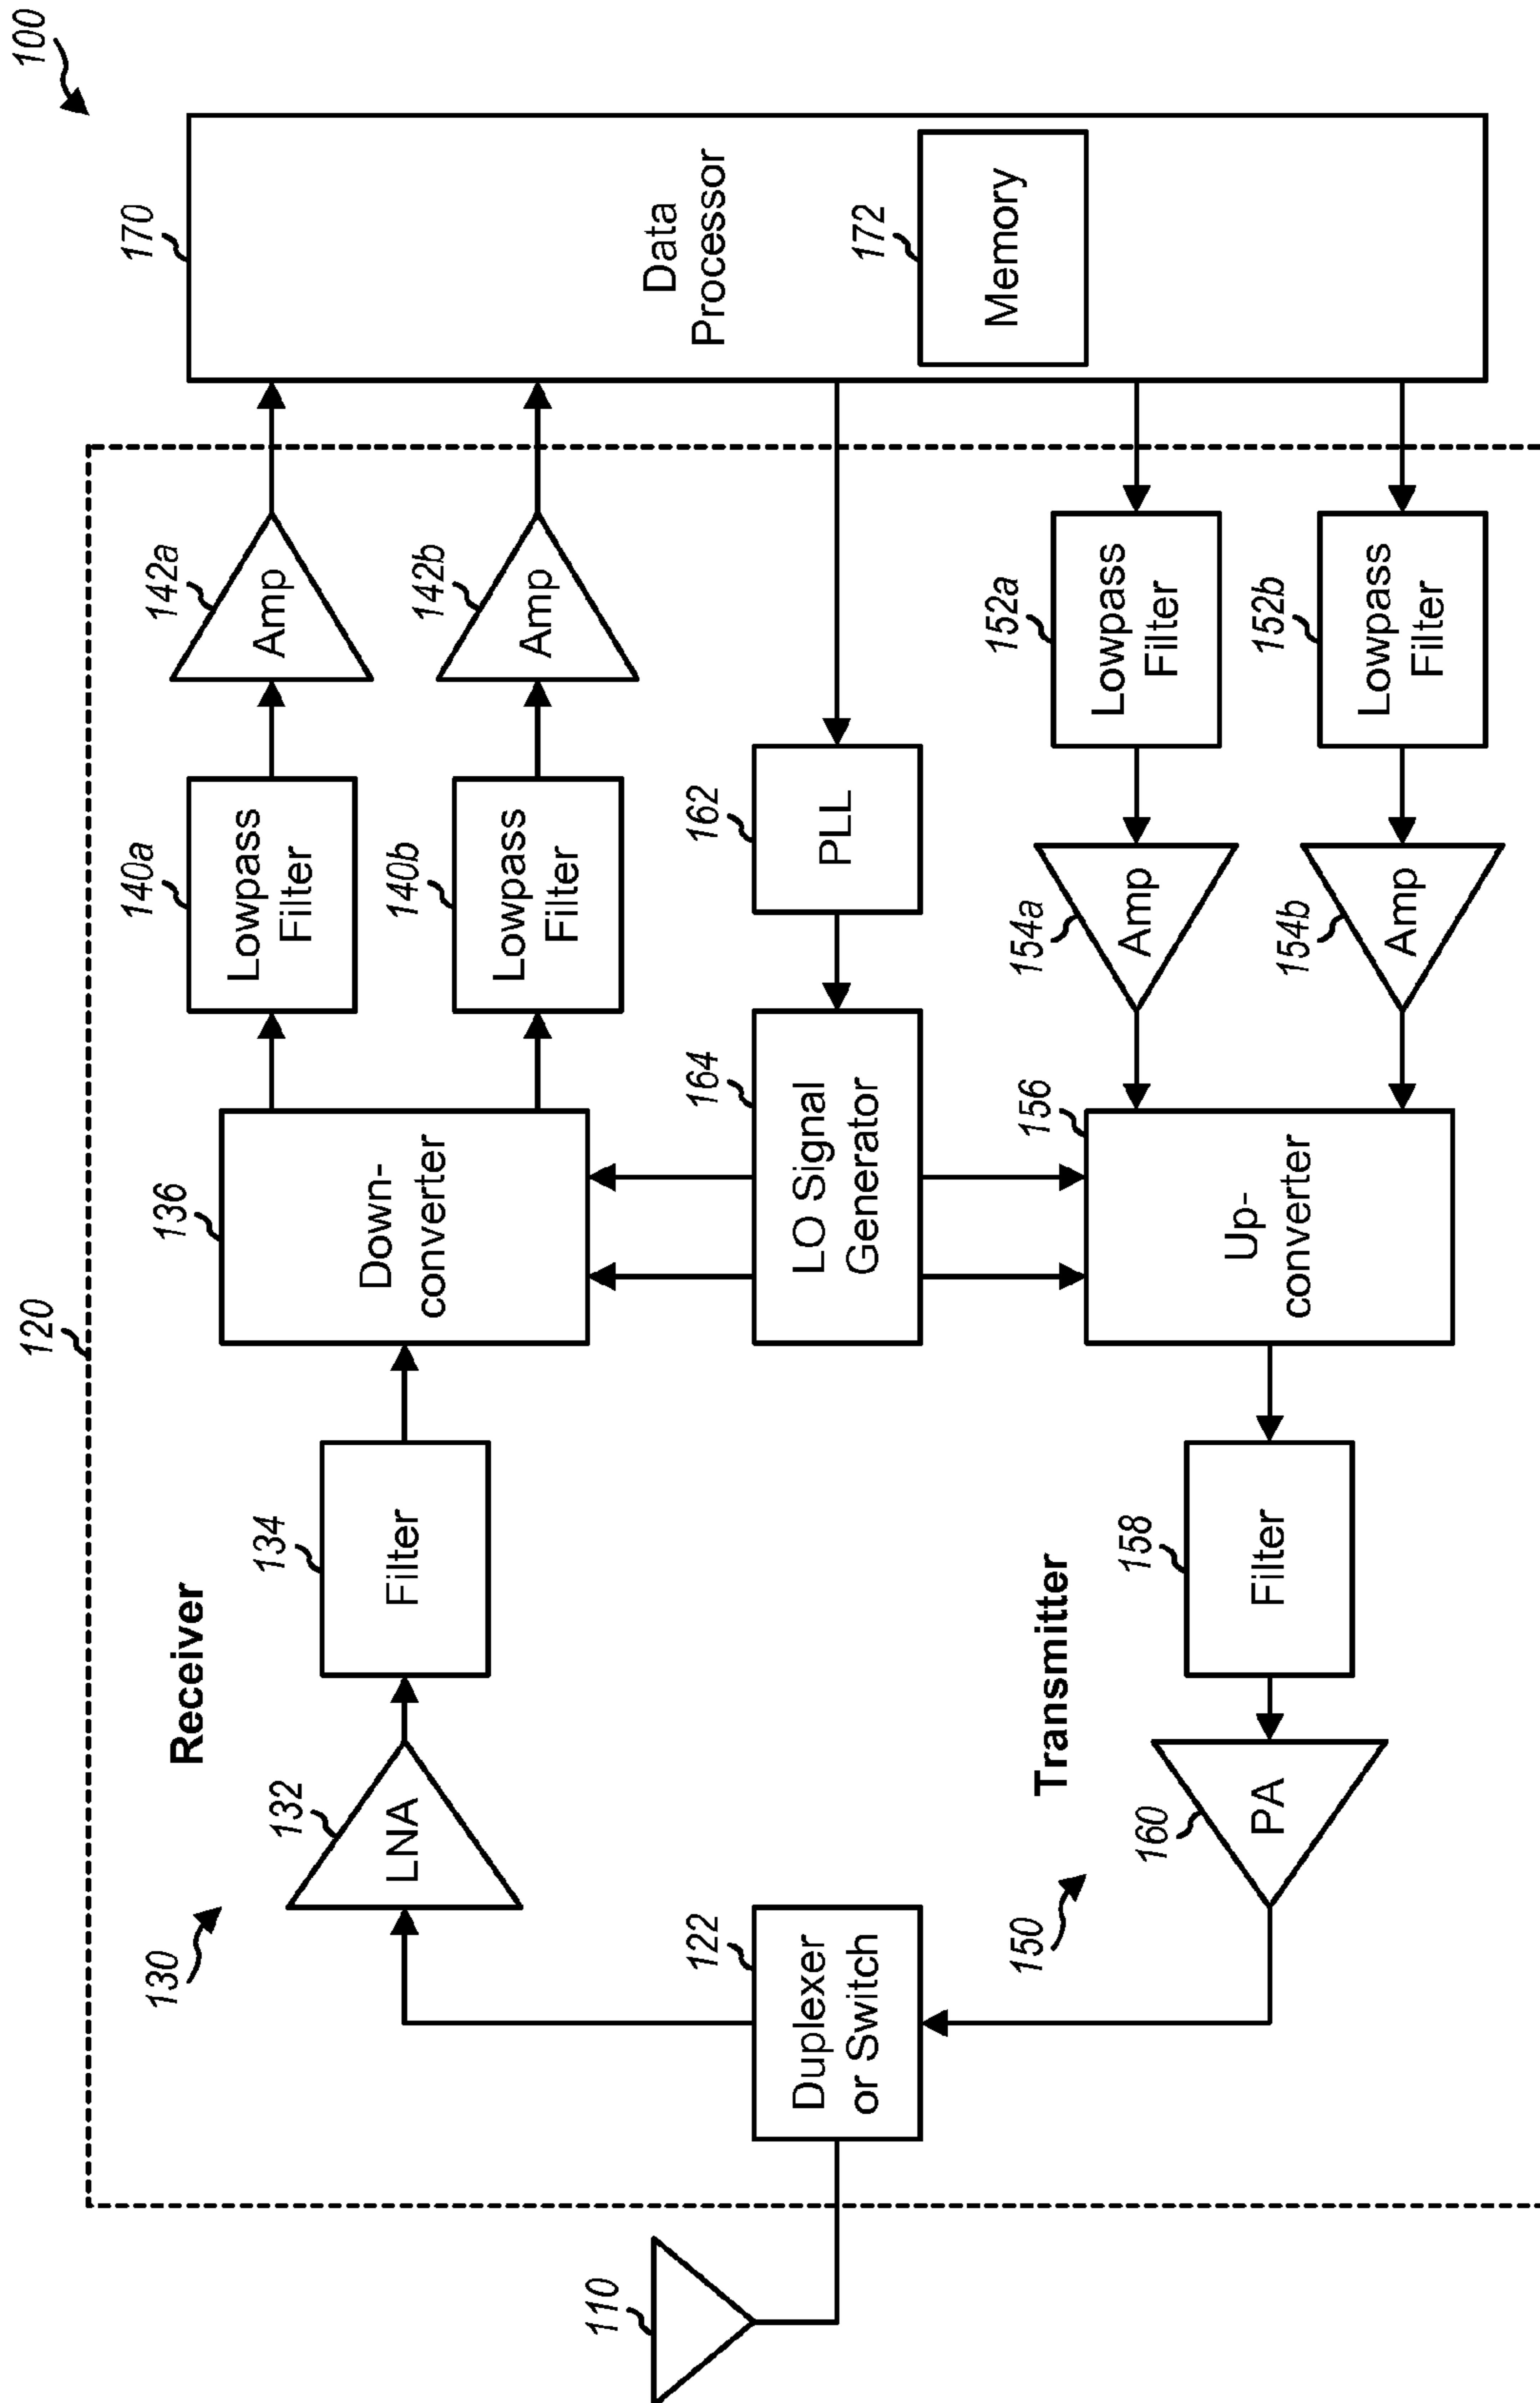 100
120
130
Receiver
132
LNA
134
Filter
136
Down-
converter
140a
Lowpass
Filter
142a
Amp
140b
Lowpass
Filter
142b
Amp
170
Data
Processor
172
Memory
110
122
Duplexer
or Switch
164
LO Signal
Generator
162
PLL
150
Transmitter
160
PA
158
Filter
156
Up-
converter
154a
Amp
152a
Lowpass
Filter
154b
Amp
152b
Lowpass
Filter